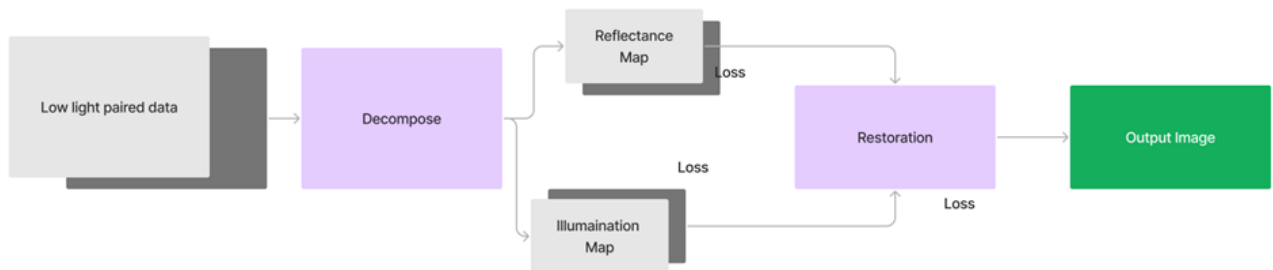 Low light paired data
Decompose
Reflectance
Map
Loss
Loss
Illumaination
Map
Restoration
Loss
Output Image